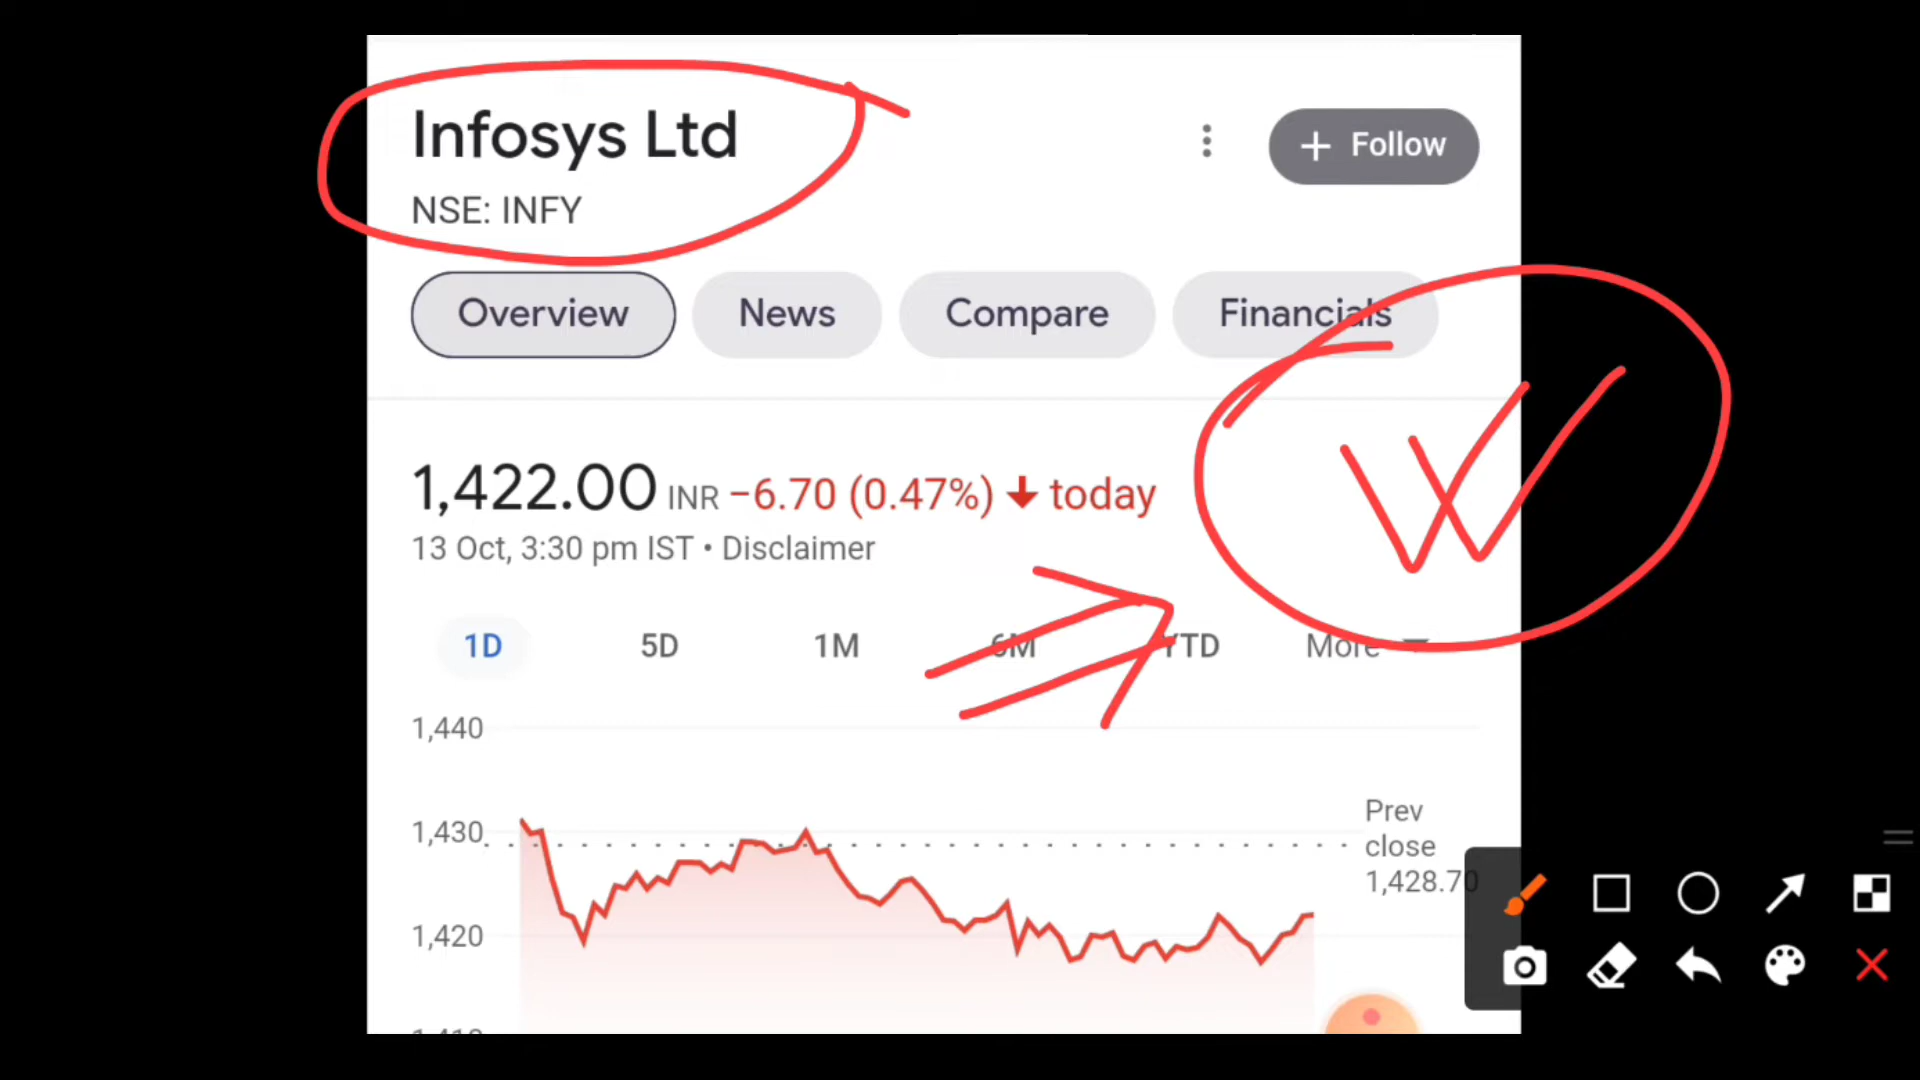 Infosys Ltd
+ Follow
NSE: INFY
Overview News Compare Financials
1,422.00 INR −6.70 (0.47%) ↓ today
13 Oct, 3:30 pm IST • Disclaimer
1D 5D 1M 6M YTD More
1,440
1,430
1,420
Prev
close
1,428.70